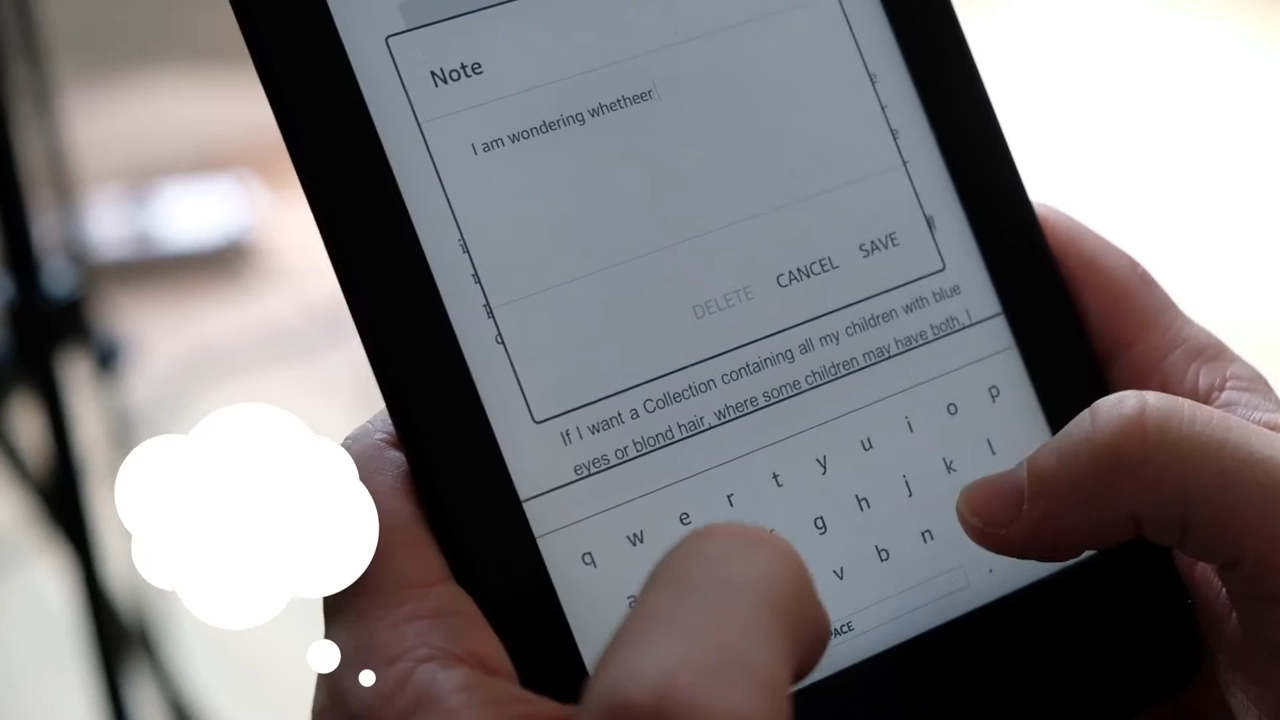 Note
I am wondering whetheer
DELETE CANCEL SAVE
If I want a Collection containing all my children with blue
eyes or blond hair, where some children may have both, I
q w e r t y u i o p
a g h j k l
v b n .